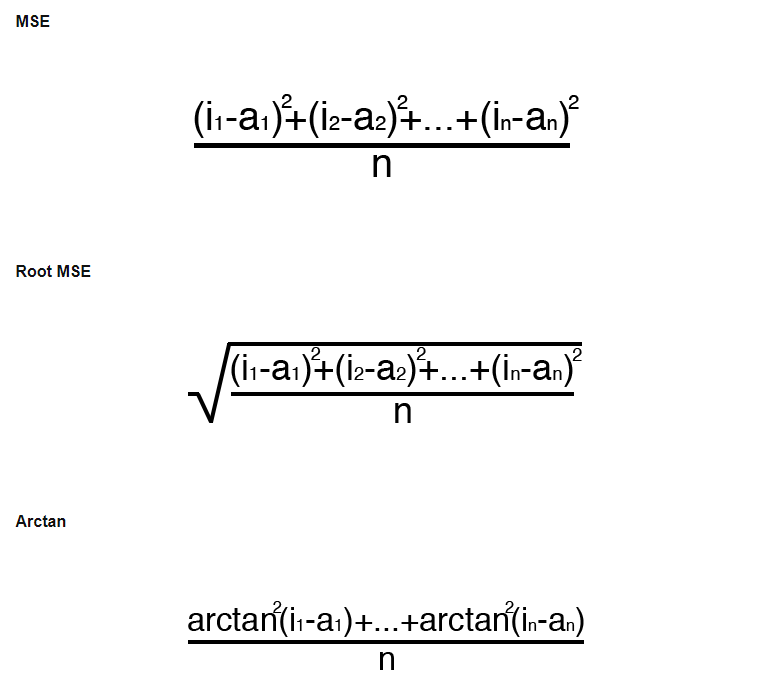 MSE
(i₁-a₁)²+(i₂-a₂)²+...+(iₙ-aₙ)²
n
Root MSE
√(i₁-a₁)²+(i₂-a₂)²+...+(iₙ-aₙ)²
n
Arctan
arctan²(i₁-a₁)+...+arctan²(iₙ-aₙ)
n